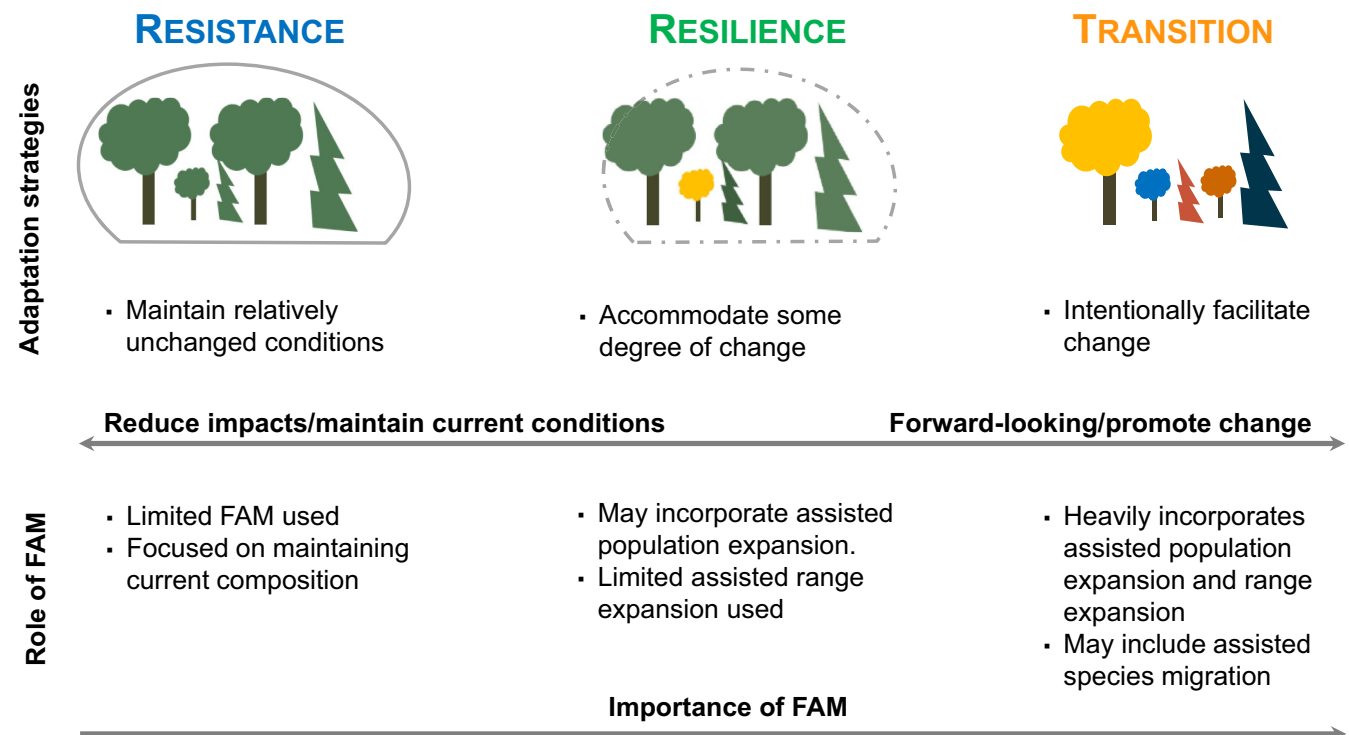 RESISTANCE
RESILIENCE
TRANSITION
Adaptation strategies
▪ Maintain relatively
unchanged conditions
▪ Accommodate some
degree of change
▪ Intentionally facilitate
change
Reduce impacts/maintain current conditions
Forward-looking/promote change
Role of FAM
▪ Limited FAM used
▪ Focused on maintaining
current composition
▪ May incorporate assisted
population expansion.
▪ Limited assisted range
expansion used
▪ Heavily incorporates
assisted population
expansion and range
expansion
▪ May include assisted
species migration
Importance of FAM